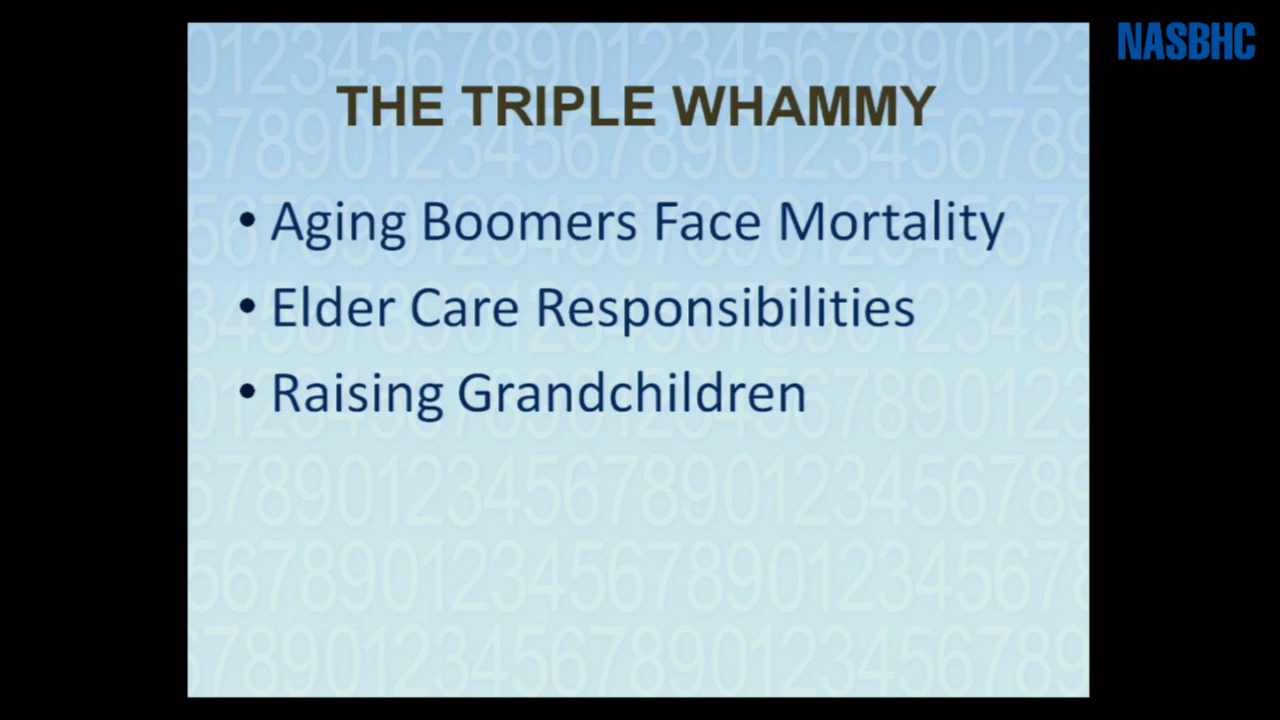 NASBHC
THE TRIPLE WHAMMY
• Aging Boomers Face Mortality
• Elder Care Responsibilities
• Raising Grandchildren